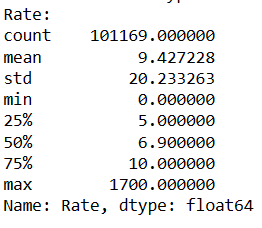 Rate:
count    101169.000000
mean          9.427228
std          20.233263
min           0.000000
25%           5.000000
50%           6.900000
75%          10.000000
max        1700.000000
Name: Rate, dtype: float64